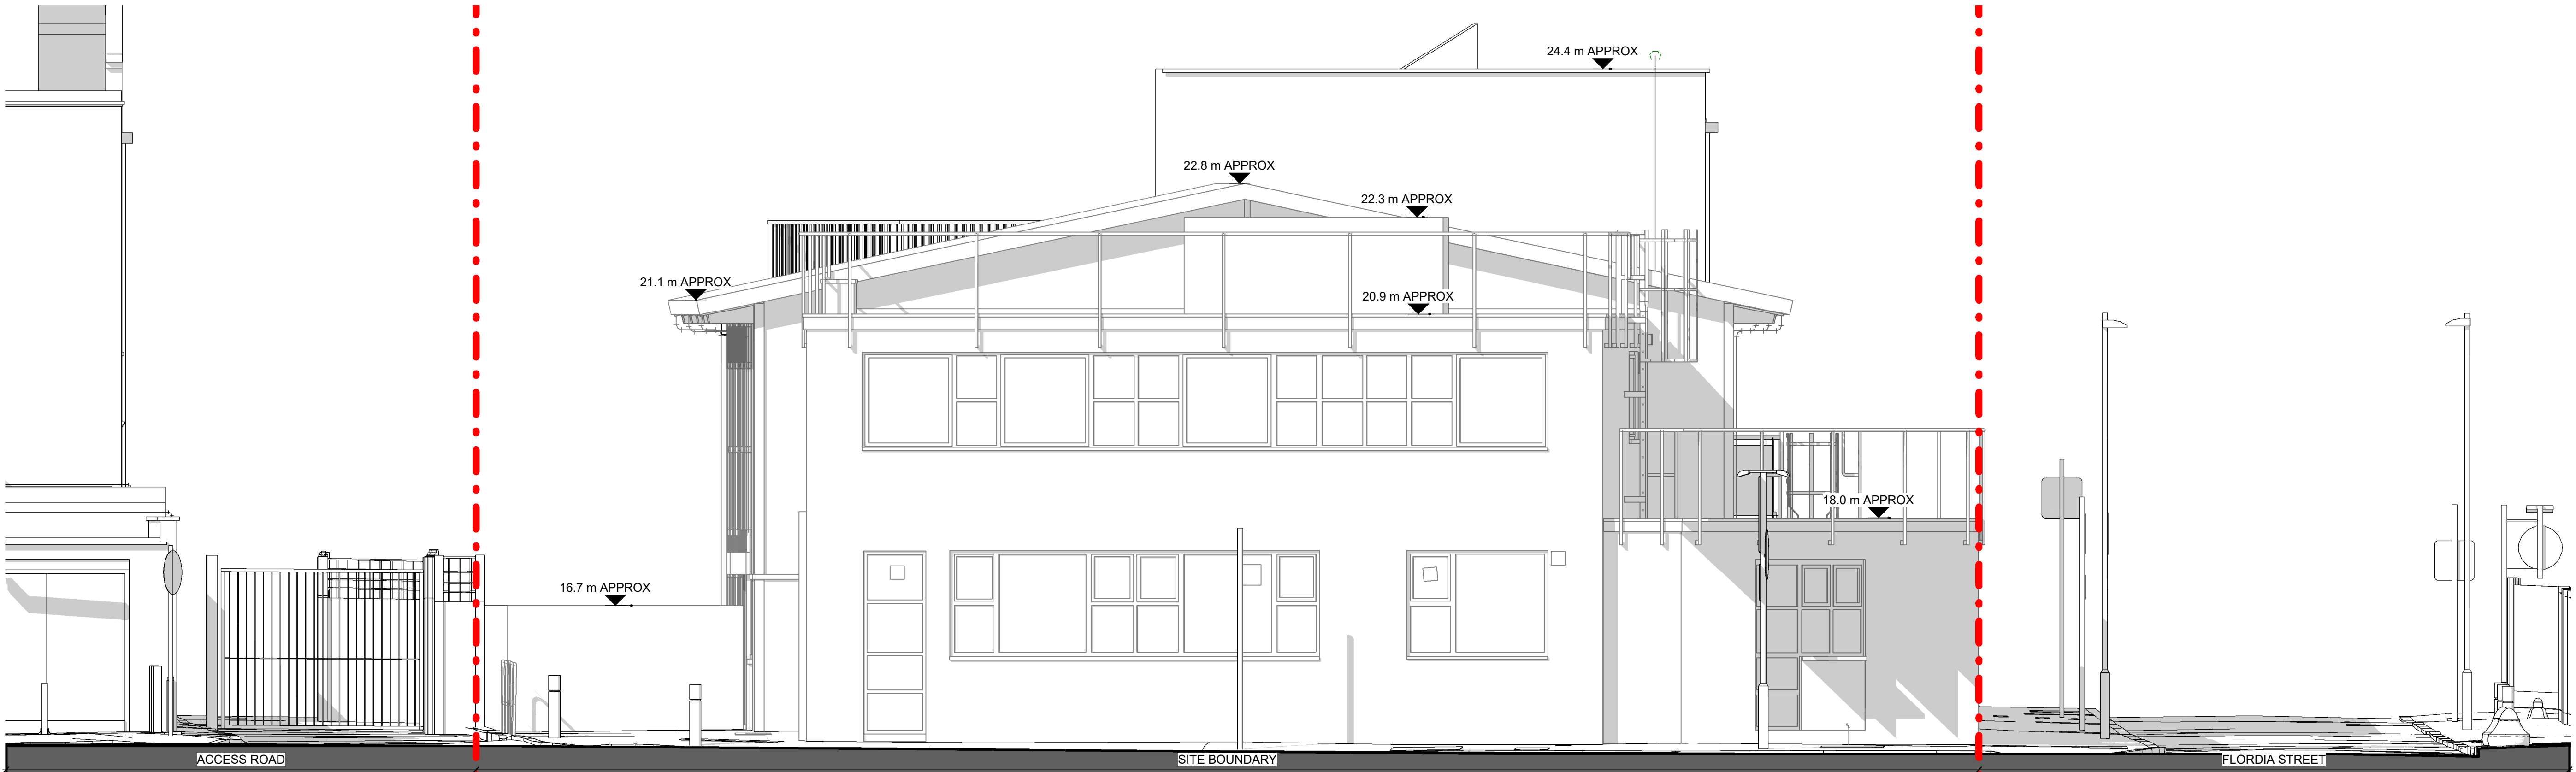 24.4 m APPROX
22.8 m APPROX
22.3 m APPROX
21.1 m APPROX
20.9 m APPROX
18.0 m APPROX
16.7 m APPROX
ACCESS ROAD
SITE BOUNDARY
FLORDIA STREET